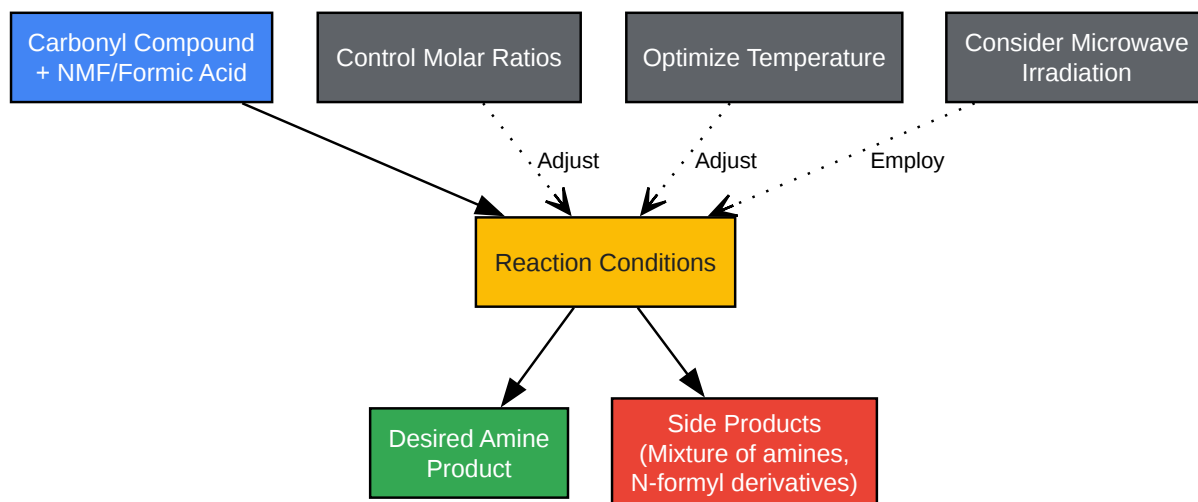 Carbonyl Compound
+ NMF/Formic Acid
Control Molar Ratios
Optimize Temperature
Consider Microwave
Irradiation
Adjust
Adjust
Employ
Reaction Conditions
Desired Amine
Product
Side Products
(Mixture of amines,
N-formyl derivatives)